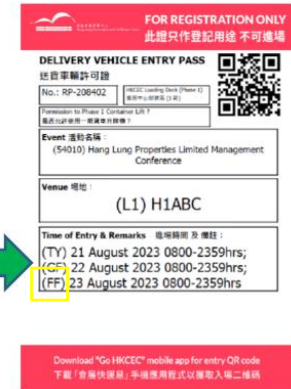 FOR REGISTRATION ONLY
此證只作登記用途 不可進場
DELIVERY VEHICLE ENTRY PASS
送貨車輛許可證
No.: RP-208402
HKCEC Loading Dock (Phase 1)
Permission to Phase 1 Container Lift ?
Event 活動名稱 :
(54010) Hang Lung Properties Limited Management
Conference
Venue 場地 :
(L1) H1ABC
Time of Entry & Remarks 進場時間 及 備註 :
(TY) 21 August 2023 0800-2359hrs;
(GF) 22 August 2023 0800-2359hrs;
(FF) 23 August 2023 0800-2359hrs
Download "Go HKCEC" mobile app for entry QR code
下載「會展快運易」手機應用程式以獲取入場二維碼